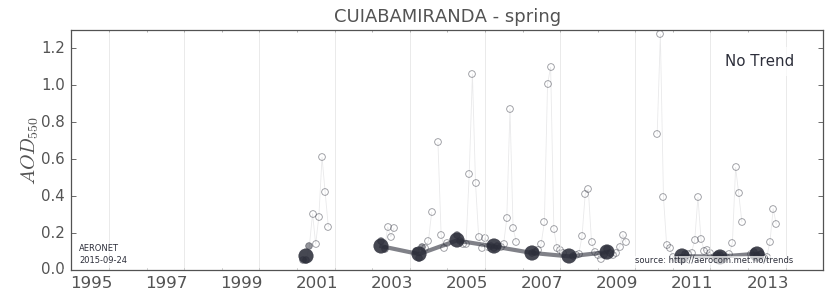 CUIABAMIRANDA - spring
No Trend
AOD550
1.2
1.0
0.8
0.6
0.4
0.2
0.0
AERONET
2015-09-24
source: http://aerocom.met.no/trends
1995 1997 1999 2001 2003 2005 2007 2009 2011 2013